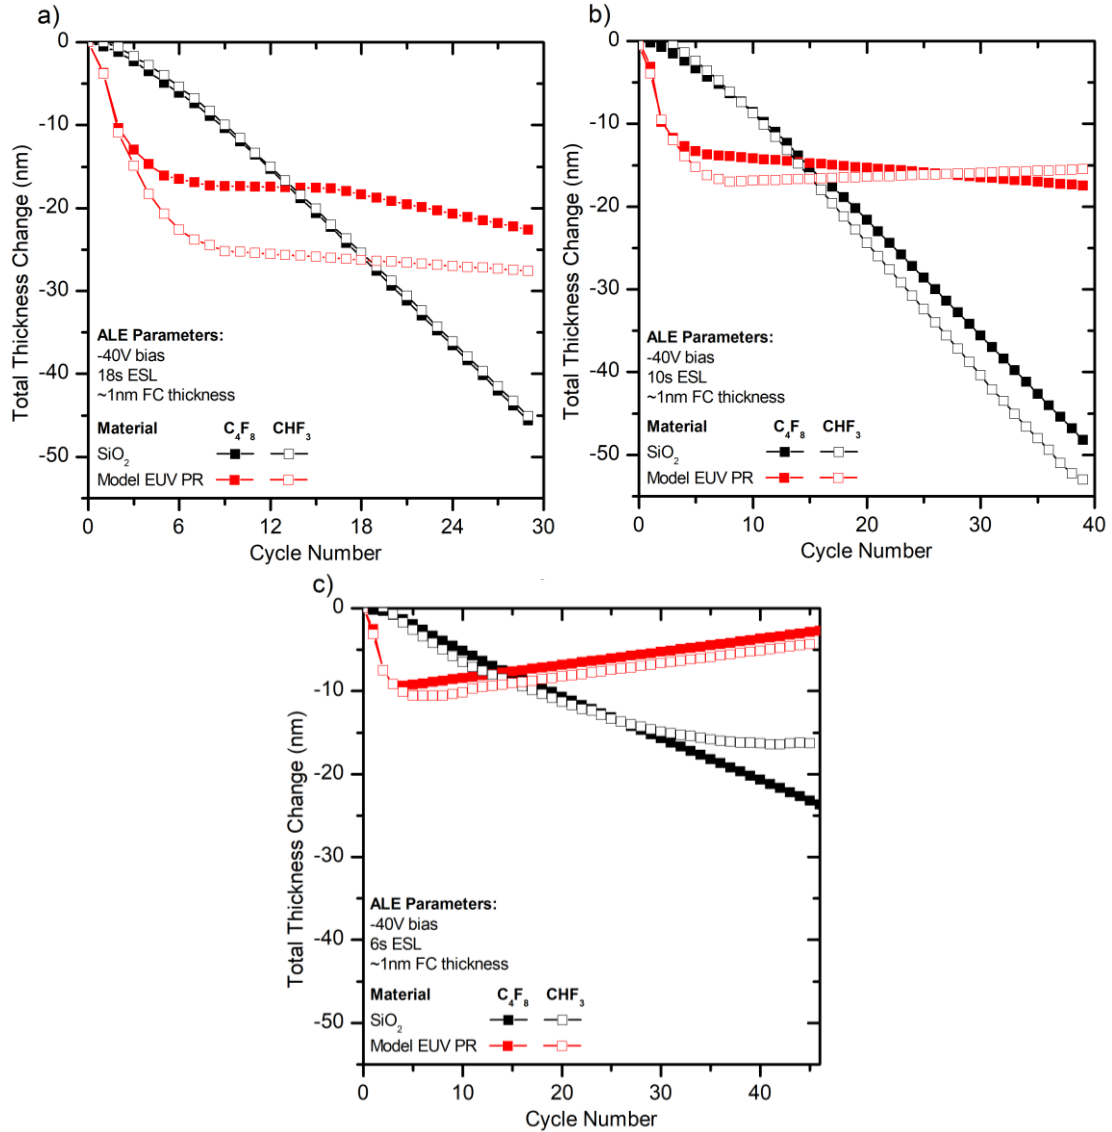 a)
0
-10
-20
-30
-40
-50
Total Thickness Change (nm)
ALE Parameters:
-40V bias
18s ESL
~1nm FC thickness
Material C₄F₈ CHF₃
SiO₂
Model EUV PR
0 6 12 18 24 30
Cycle Number
b)
0
-10
-20
-30
-40
-50
Total Thickness Change (nm)
ALE Parameters:
-40V bias
10s ESL
~1nm FC thickness
Material C₄F₈ CHF₃
SiO₂
Model EUV PR
0 10 20 30 40
Cycle Number
c)
0
-10
-20
-30
-40
-50
Total Thickness Change (nm)
ALE Parameters:
-40V bias
6s ESL
~1nm FC thickness
Material C₄F₈ CHF₃
SiO₂
Model EUV PR
0 10 20 30 40
Cycle Number